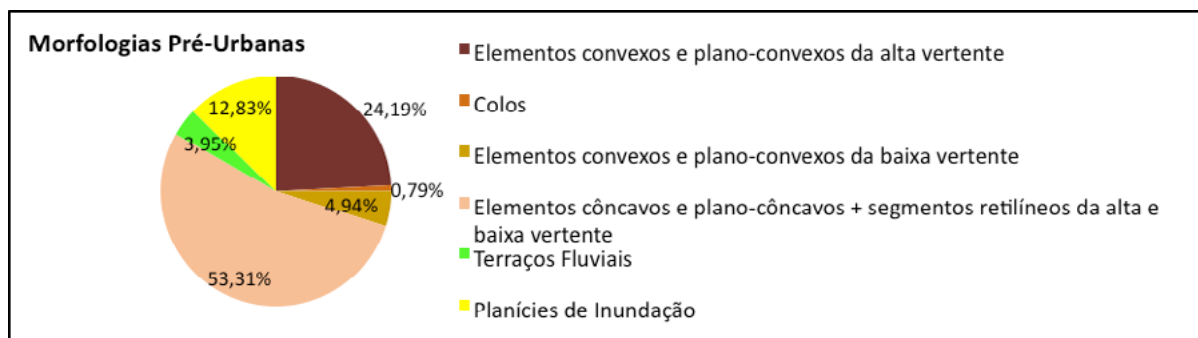 Morfologias Pré-Urbanas
12,83%
24,19%
3,95%
0,79%
4,94%
53,31%
Elementos convexos e plano-convexos da alta vertente
Colos
Elementos convexos e plano-convexos da baixa vertente
Elementos côncavos e plano-côncavos + segmentos retilíneos da alta e
baixa vertente
Terraços Fluviais
Planícies de Inundação